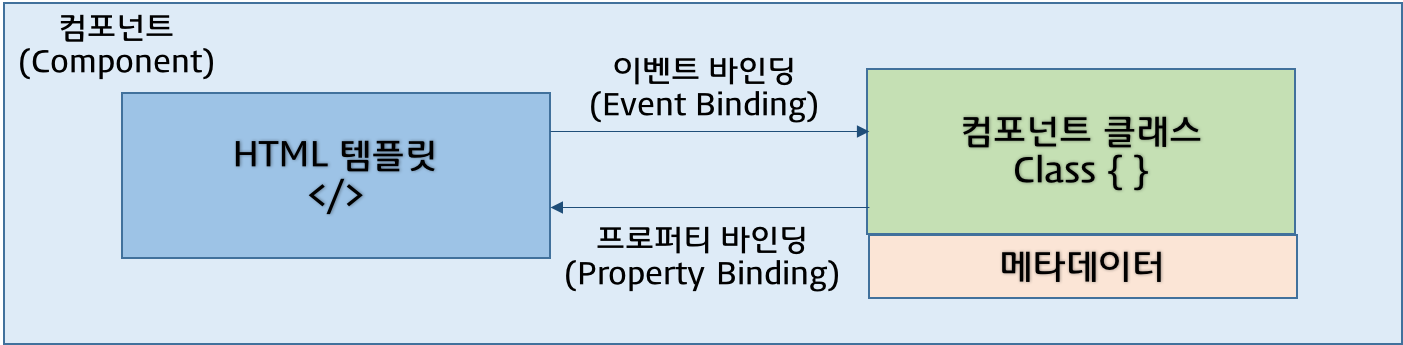 컴포넌트
(Component)
이벤트 바인딩
(Event Binding)
HTML 템플릿
</>
컴포넌트 클래스
Class { }
프로퍼티 바인딩
(Property Binding)
메타데이터